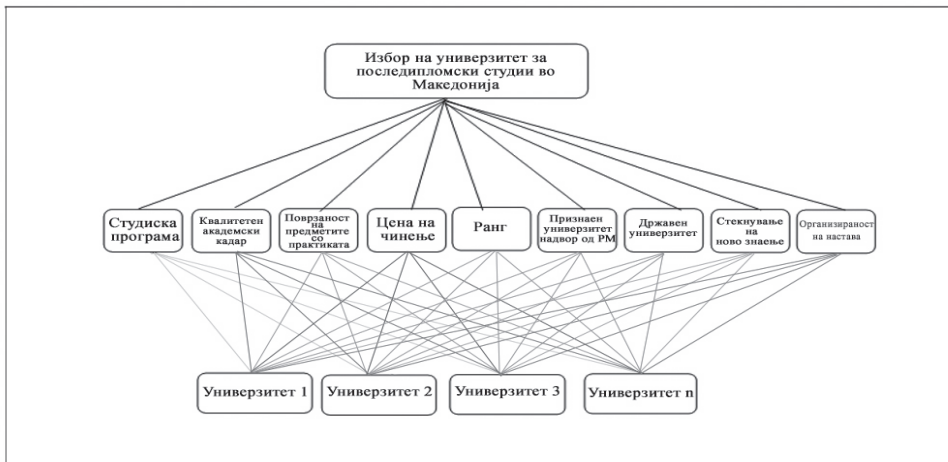 Избор на универзитет за
последипломски студии во
Македонија
Студиска
програма
Квалитетен
академски
кадар
Поврзаност
на
предметите
со
практиката
Цена на
чинење
Ранг
Признаен
универзитет
надвор од РМ
Државен
универзитет
Стекнување
на
ново знаење
Организираност
на настава
Универзитет 1
Универзитет 2
Универзитет 3
Универзитет n